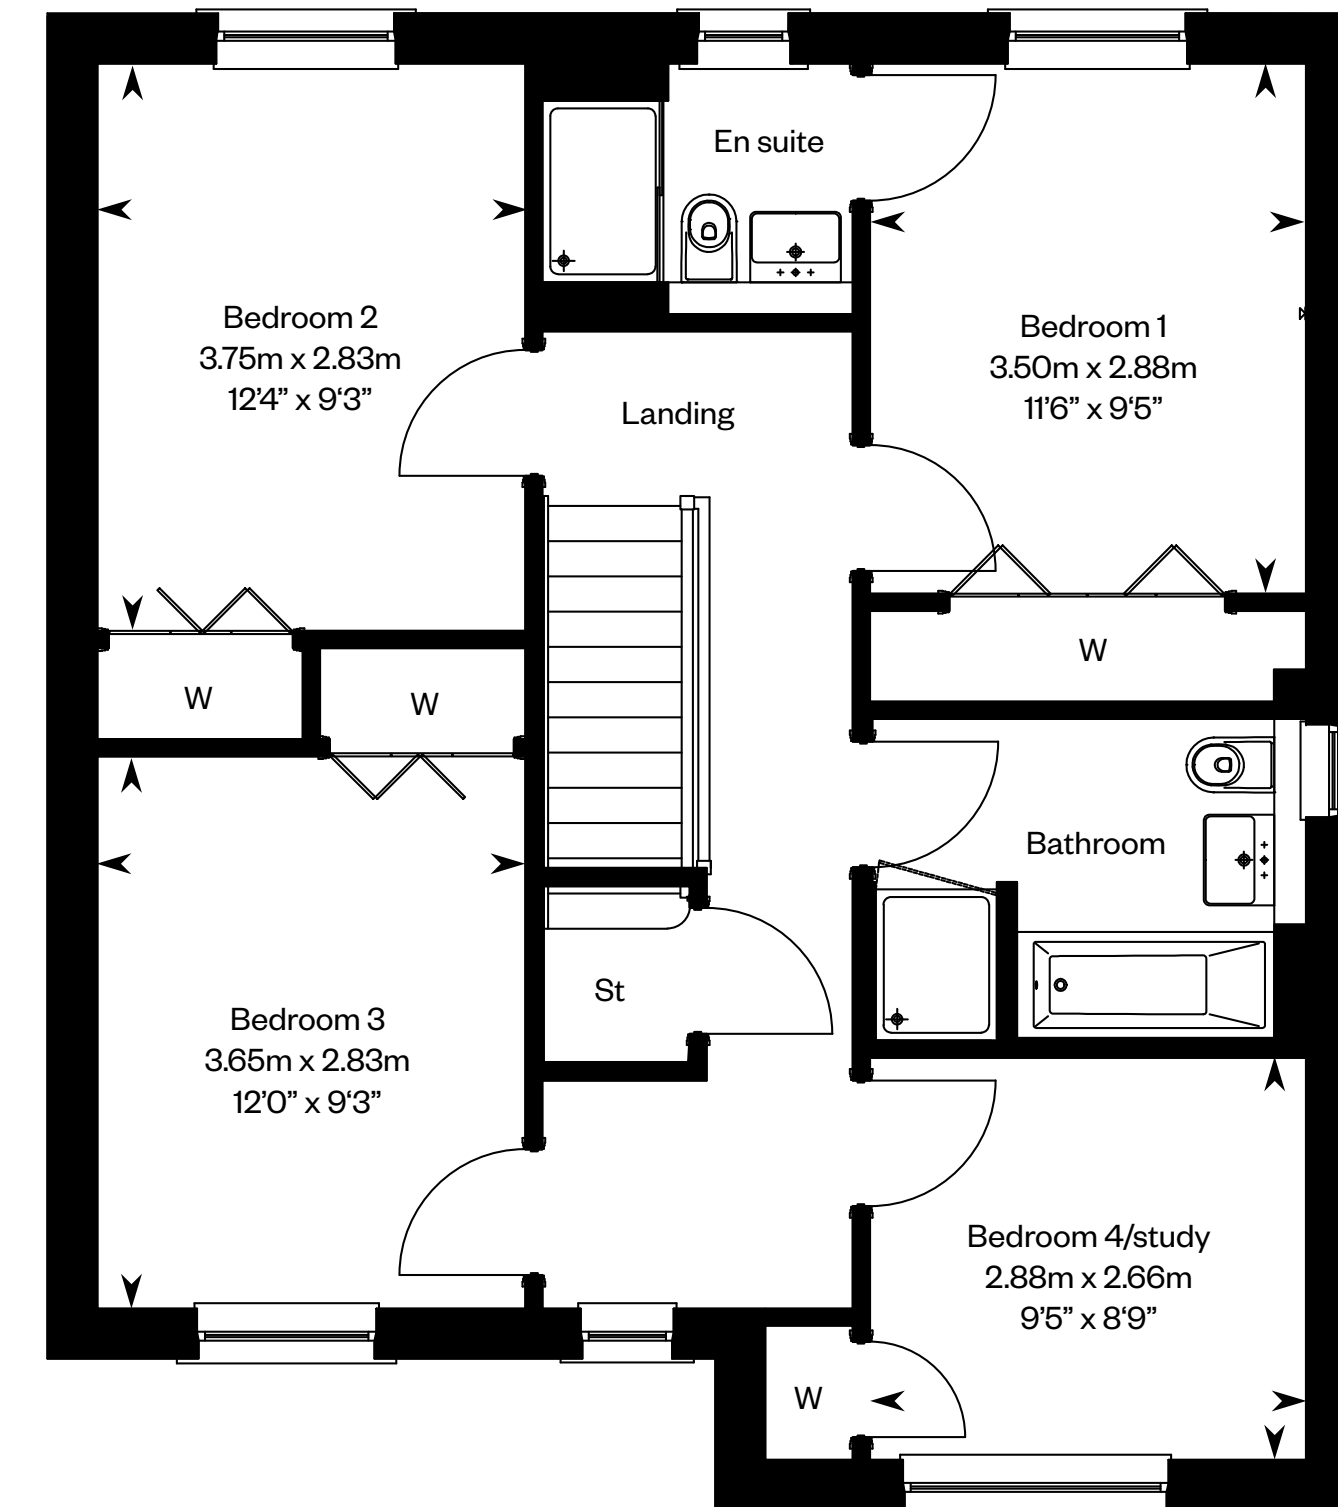 En suite
Bedroom 2
3.75m x 2.83m
12’4” x 9‘3”
Bedroom 1
3.50m x 2.88m
11’6” x 9’5”
Landing
W
W
W
Bathroom
St
Bedroom 3
3.65m x 2.83m
12’0” x 9‘3”
Bedroom 4/study
2.88m x 2.66m
9’5” x 8’9”
W